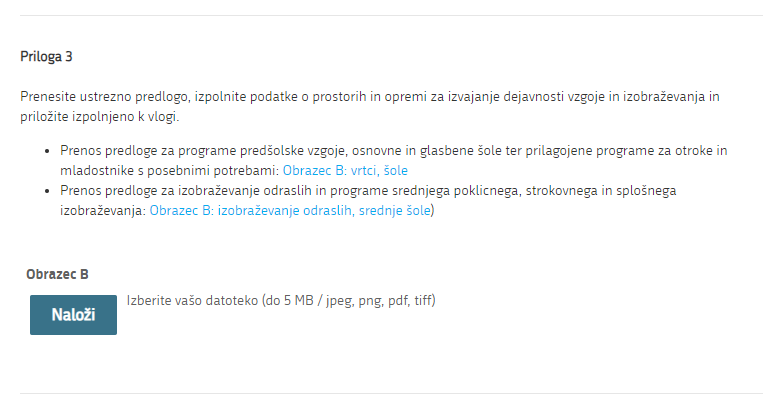 Priloga 3
Prenesite ustrezno predlogo, izpolnite podatke o prostorih in opremi za izvajanje dejavnosti vzgoje in izobraževanja in
priložite izpolnjeno k vlogi.
• Prenos predloge za programe predšolske vzgoje, osnovne in glasbene šole ter prilagojene programe za otroke in
mladostnike s posebnimi potrebami: Obrazec B: vrtci, šole
• Prenos predloge za izobraževanje odraslih in programe srednjega poklicnega, strokovnega in splošnega
izobraževanja: Obrazec B: izobraževanje odraslih, srednje šole)
Obrazec B
Naloži
Izberite vašo datoteko (do 5 MB / jpeg, png, pdf, tiff)